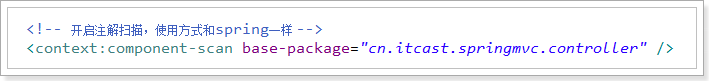 <!-- 开启注解扫描，使用方式和spring一样 -->
<context:component-scan base-package="cn.itcast.springmvc.controller" />